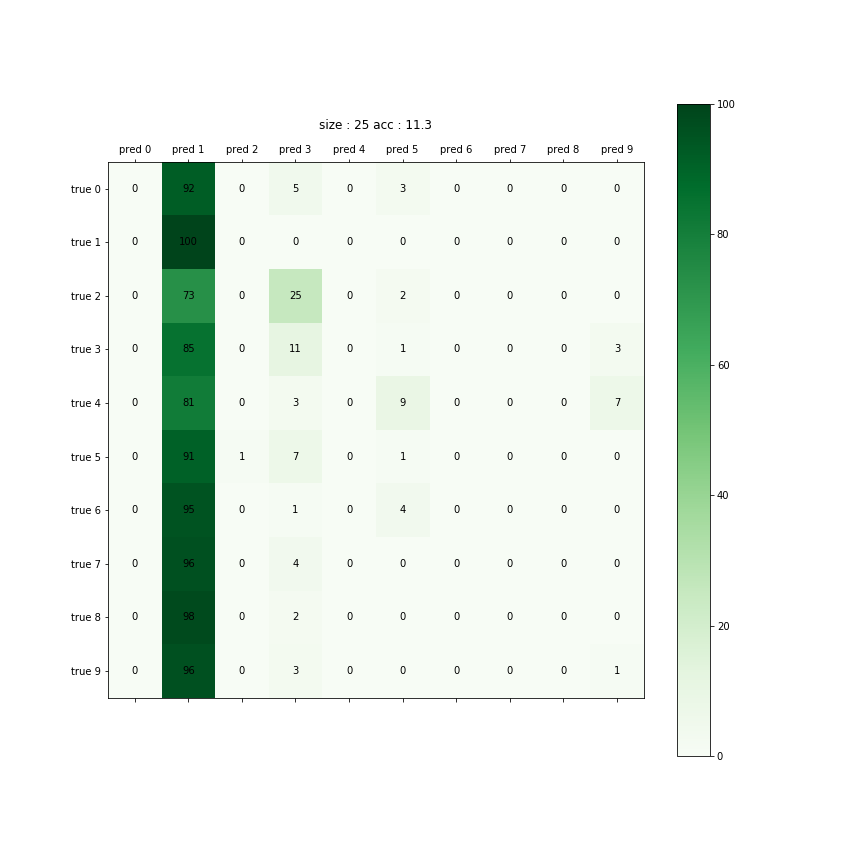 size : 25 acc : 11.3
pred 0 pred 1 pred 2 pred 3 pred 4 pred 5 pred 6 pred 7 pred 8 pred 9
true 0 0 92 0 5 0 3 0 0 0 0
true 1 0 100 0 0 0 0 0 0 0 0
true 2 0 73 0 25 0 2 0 0 0 0
true 3 0 85 0 11 0 1 0 0 0 3
true 4 0 81 0 3 0 9 0 0 0 7
true 5 0 91 1 7 0 1 0 0 0 0
true 6 0 95 0 1 0 4 0 0 0 0
true 7 0 96 0 4 0 0 0 0 0 0
true 8 0 98 0 2 0 0 0 0 0 0
true 9 0 96 0 3 0 0 0 0 0 1
100
80
60
40
20
0